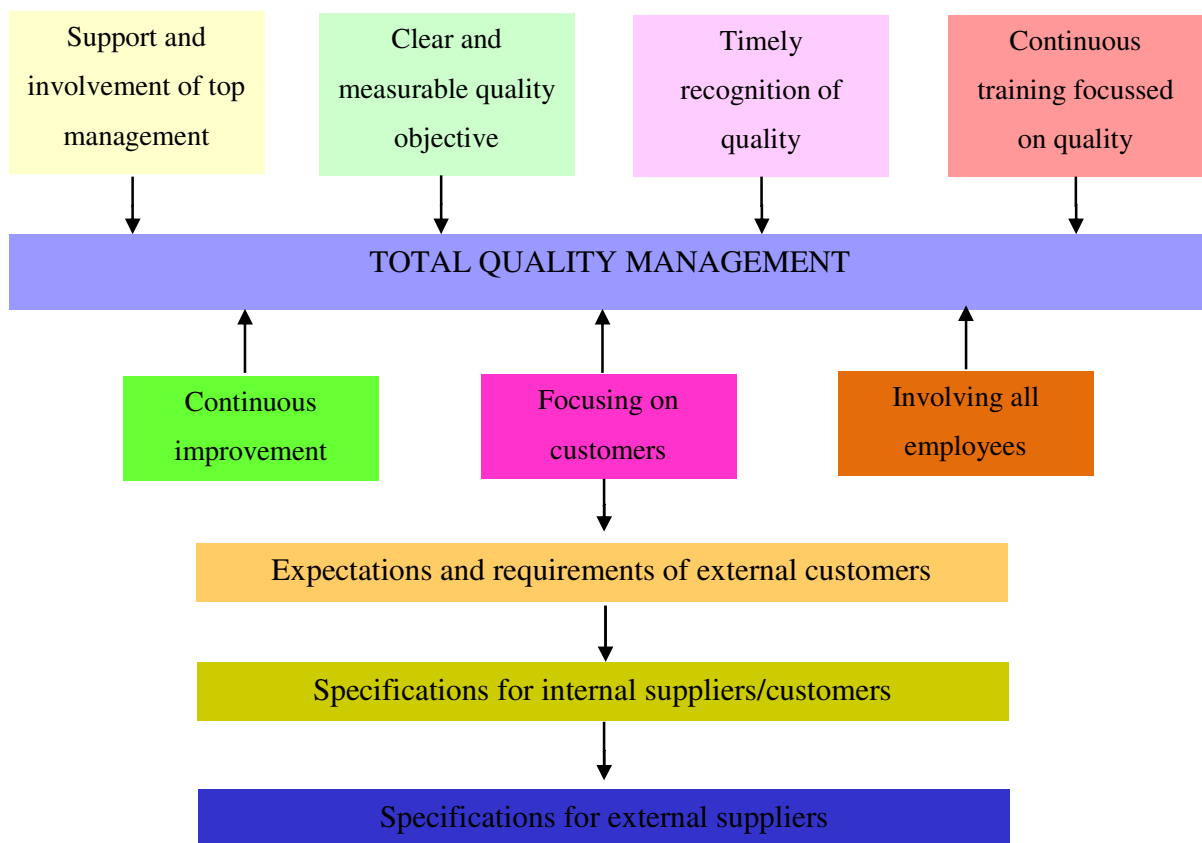 Support and
involvement of top
management
Clear and
measurable quality
objective
Timely
recognition of
quality
Continuous
training focussed
on quality
TOTAL QUALITY MANAGEMENT
Continuous
improvement
Focusing on
customers
Involving all
employees
Expectations and requirements of external customers
Specifications for internal suppliers/customers
Specifications for external suppliers